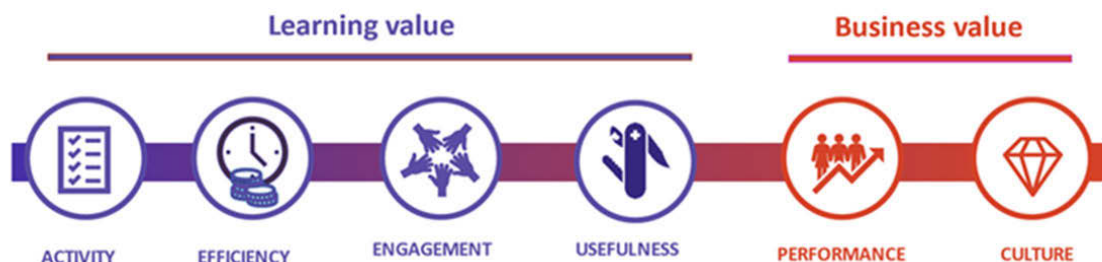 Learning value
Business value
ACTIVITY
EFFICIENCY
ENGAGEMENT
USEFULNESS
PERFORMANCE
CULTURE